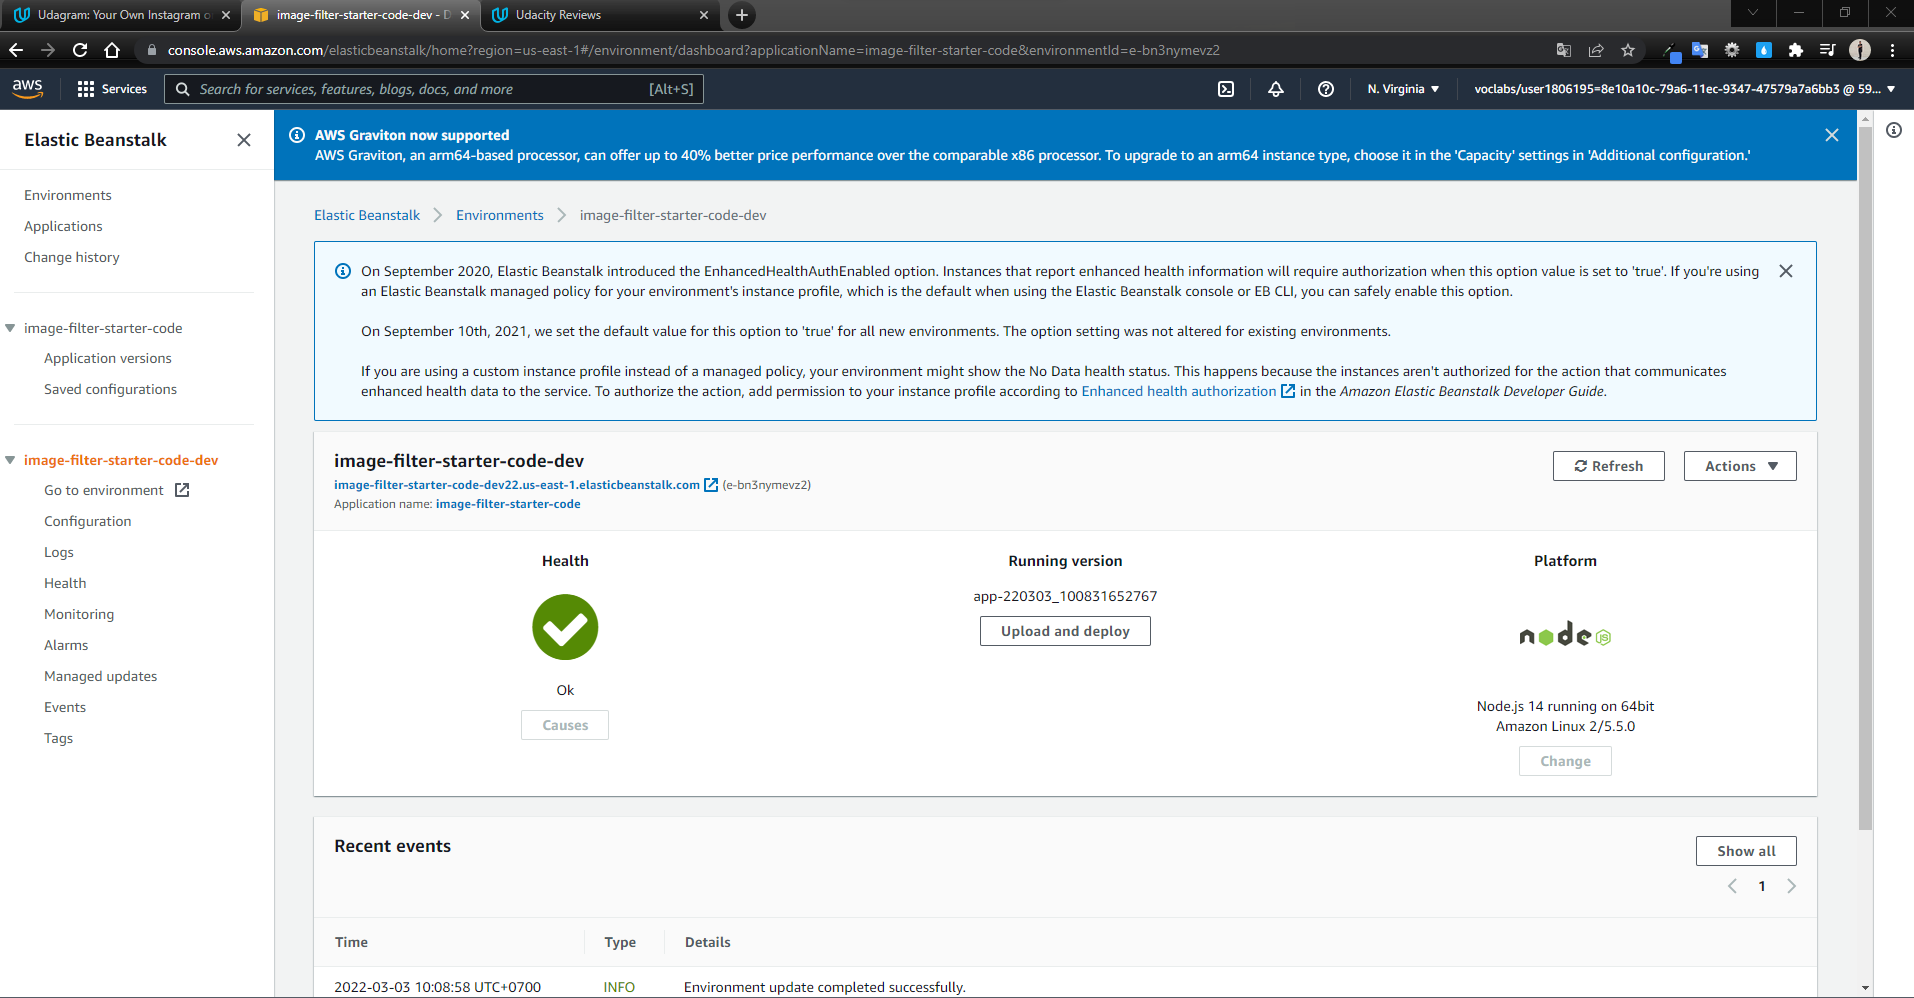 Udagram: Your Own Instagram o
image-filter-starter-code-dev - D
Udacity Reviews
console.aws.amazon.com/elasticbeanstalk/home?region=us-east-1#/environment/dashboard?applicationName=image-filter-starter-code&environmentId=e-bn3nymevz2
aws
Services
Search for services, features, blogs, docs, and more
[Alt+S]
N. Virginia
voclabs/user1806195=8e10a10c-79a6-11ec-9347-47579a7a6bb3 @ 59...
Elastic Beanstalk
Environments
Applications
Change history
image-filter-starter-code
Application versions
Saved configurations
image-filter-starter-code-dev
Go to environment
Configuration
Logs
Health
Monitoring
Alarms
Managed updates
Events
Tags
AWS Graviton now supported
AWS Graviton, an arm64-based processor, can offer up to 40% better price performance over the comparable x86 processor. To upgrade to an arm64 instance type, choose it in the 'Capacity' settings in 'Additional configuration.'
Elastic Beanstalk
Environments
image-filter-starter-code-dev
On September 2020, Elastic Beanstalk introduced the EnhancedHealthAuthEnabled option. Instances that report enhanced health information will require authorization when this option value is set to 'true'. If you're using
an Elastic Beanstalk managed policy for your environment's instance profile, which is the default when using the Elastic Beanstalk console or EB CLI, you can safely enable this option.
On September 10th, 2021, we set the default value for this option to 'true' for all new environments. The option setting was not altered for existing environments.
If you are using a custom instance profile instead of a managed policy, your environment might show the No Data health status. This happens because the instances aren't authorized for the action that communicates
enhanced health data to the service. To authorize the action, add permission to your instance profile according to Enhanced health authorization in the Amazon Elastic Beanstalk Developer Guide.
image-filter-starter-code-dev
image-filter-starter-code-dev22.us-east-1.elasticbeanstalk.com (e-bn3nymevz2)
Application name: image-filter-starter-code
Refresh
Actions
Health
Ok
Causes
Running version
app-220303_100831652767
Upload and deploy
Platform
node JS
Node.js 14 running on 64bit
Amazon Linux 2/5.5.0
Change
Recent events
Show all
1
Time
Type
Details
2022-03-03 10:08:58 UTC+0700
INFO
Environment update completed successfully.